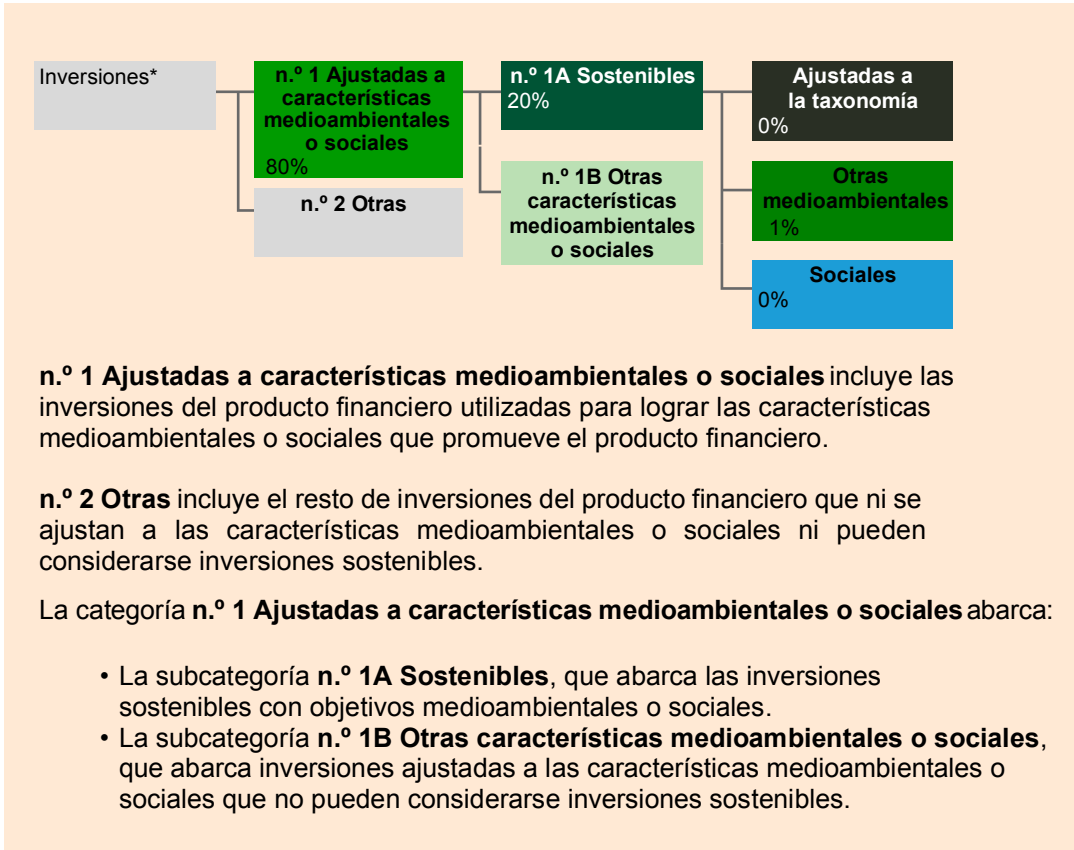 Inversiones*
n.º 1 Ajustadas a
características
medioambientales
o sociales
80%
n.º 2 Otras
n.º 1A Sostenibles
20%
n.º 1B Otras
características
medioambientales
o sociales
Ajustadas a
la taxonomía
0%
Otras
medioambientales
1%
Sociales
0%
n.º 1 Ajustadas a características medioambientales o sociales incluye las
inversiones del producto financiero utilizadas para lograr las características
medioambientales o sociales que promueve el producto financiero.
n.º 2 Otras incluye el resto de inversiones del producto financiero que ni se
ajustan a las características medioambientales o sociales ni pueden
considerarse inversiones sostenibles.
La categoría n.º 1 Ajustadas a características medioambientales o sociales abarca:
• La subcategoría n.º 1A Sostenibles, que abarca las inversiones
sostenibles con objetivos medioambientales o sociales.
• La subcategoría n.º 1B Otras características medioambientales o sociales,
que abarca inversiones ajustadas a las características medioambientales o
sociales que no pueden considerarse inversiones sostenibles.